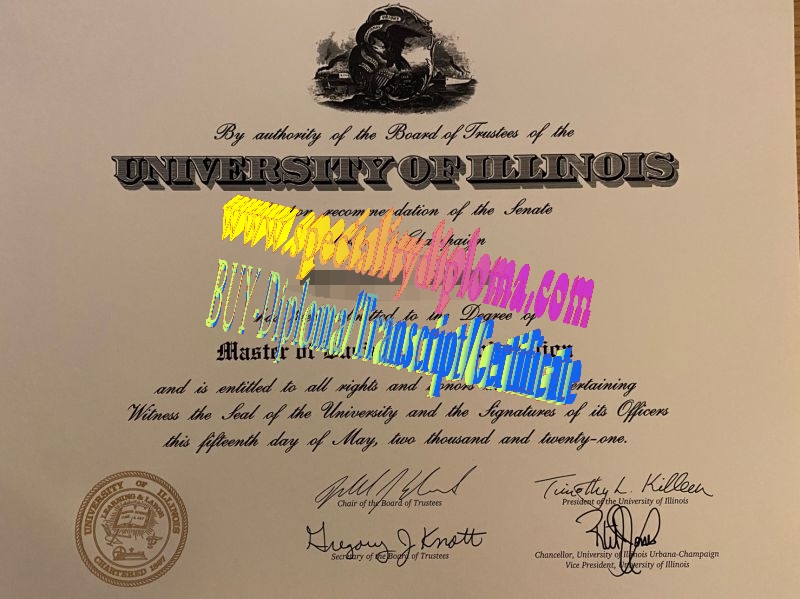 By authority of the Board of Trustees of the
UNIVERSITY OF ILLINOIS
recommendation of the Senate
www.specialitydiploma.com
BUY Diploma/Transcript/Certificate
to the Degree of
Master of
and is entitled to all rights and
Witness the Seal of the University and the Signatures of its Officers
this fifteenth day of May, two thousand and twenty-one.
Chair of the Board of Trustees
Timothy L. Killeen
President of the University of Illinois
Gregory J. Knott
Secretary of the Board of Trustees
Chancellor, University of Illinois Urbana-Champaign
Vice President, University of Illinois
UNIVERSITY OF ILLINOIS
LEARNING & LABOR
CHARTERED 1867